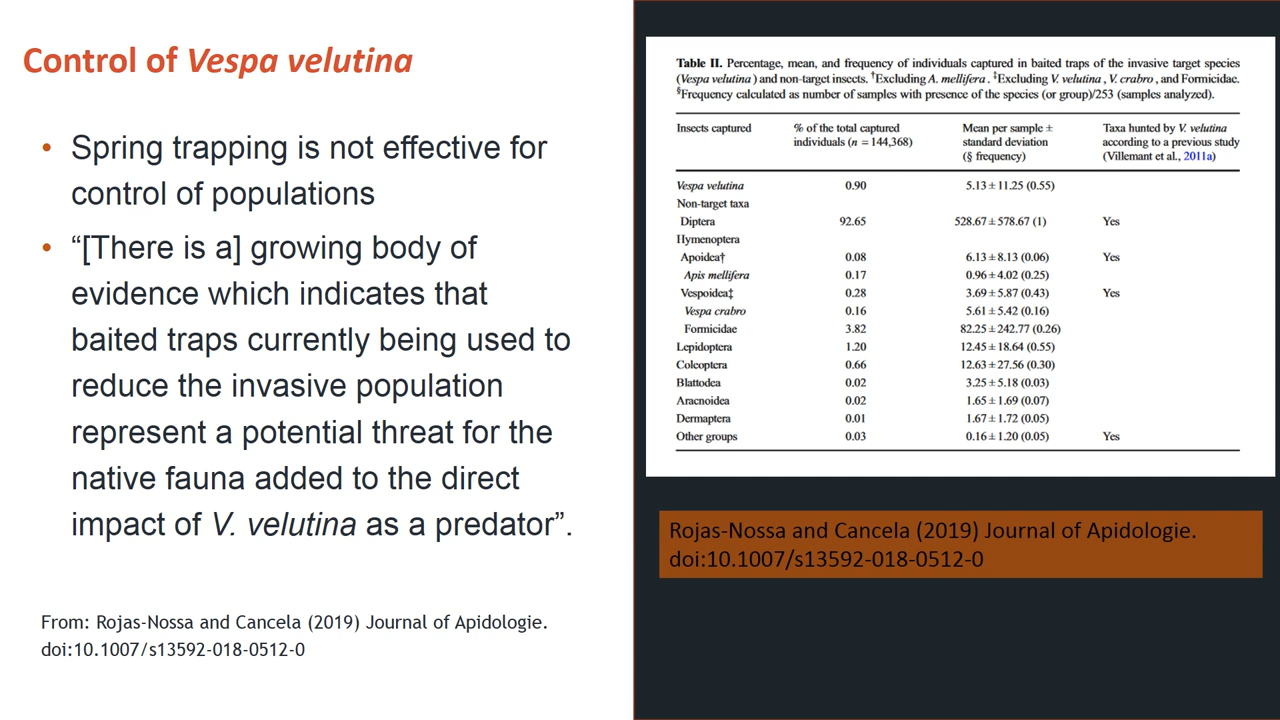 Control of Vespa velutina
• Spring trapping is not effective for
control of populations
• “[There is a] growing body of
evidence which indicates that
baited traps currently being used to
reduce the invasive population
represent a potential threat for the
native fauna added to the direct
impact of V. velutina as a predator”.
From: Rojas-Nossa and Cancela (2019) Journal of Apidologie.
doi:10.1007/s13592-018-0512-0
Table II. Percentage, mean, and frequency of individuals captured in baited traps of the invasive target species
(Vespa velutina) and non-target insects. †Excluding A. mellifera. ‡Excluding V. velutina, V. crabro, and Formicidae.
§Frequency calculated as number of samples with presence of the species (or group)/253 (samples analyzed).
Insects captured % of the total captured Mean per sample ± Taxa hunted by V. velutina
individuals (n = 144,368) standard deviation according to a previous study
(§ frequency) (Villemant et al., 2011a)
Vespa velutina 0.90 5.13 ± 11.25 (0.55)
Non-target taxa
Diptera 92.65 528.67 ± 578.67 (1) Yes
Hymenoptera
Apoidea† 0.08 6.13 ± 8.13 (0.06) Yes
Apis mellifera 0.17 0.96 ± 4.02 (0.25)
Vespoidea‡ 0.28 3.69 ± 5.87 (0.43) Yes
Vespa crabro 0.16 5.61 ± 5.42 (0.16)
Formicidae 3.82 82.25 ± 242.77 (0.26)
Lepidoptera 1.20 12.45 ± 18.64 (0.55)
Coleoptera 0.66 12.63 ± 27.56 (0.30)
Blattodea 0.02 3.25 ± 5.18 (0.03)
Aracnoidea 0.02 1.65 ± 1.69 (0.07)
Dermaptera 0.01 1.67 ± 1.72 (0.05)
Other groups 0.03 0.16 ± 1.20 (0.05) Yes
Rojas-Nossa and Cancela (2019) Journal of Apidologie.
doi:10.1007/s13592-018-0512-0